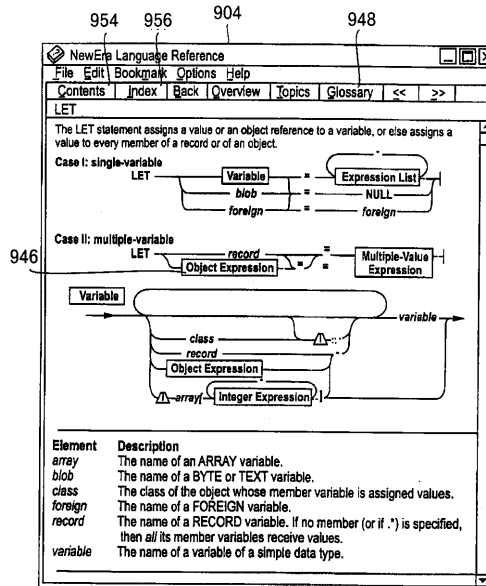 954 956 904 948
NewEra Language Reference
File Edit Bookmark Options Help
Contents Index Back Overview Topics Glossary << >>
LET
The LET statement assigns a value or an object reference to a variable, or else assigns a
value to every member of a record or of an object.
Case I: single-variable
LET Variable = Expression List
blob = NULL
foreign = foreign
Case II: multiple-variable
946
LET record = Multiple-Value
Object Expression .* = Expression
Variable
variable
class ::
record .
Object Expression
array[ Integer Expression ]
Element Description
array The name of an ARRAY variable.
blob The name of a BYTE or TEXT variable.
class The class of the object whose member variable is assigned values.
foreign The name of a FOREIGN variable.
record The name of a RECORD variable. If no member (or if .*) is specified,
then all its member variables receive values.
variable The name of a variable of a simple data type.